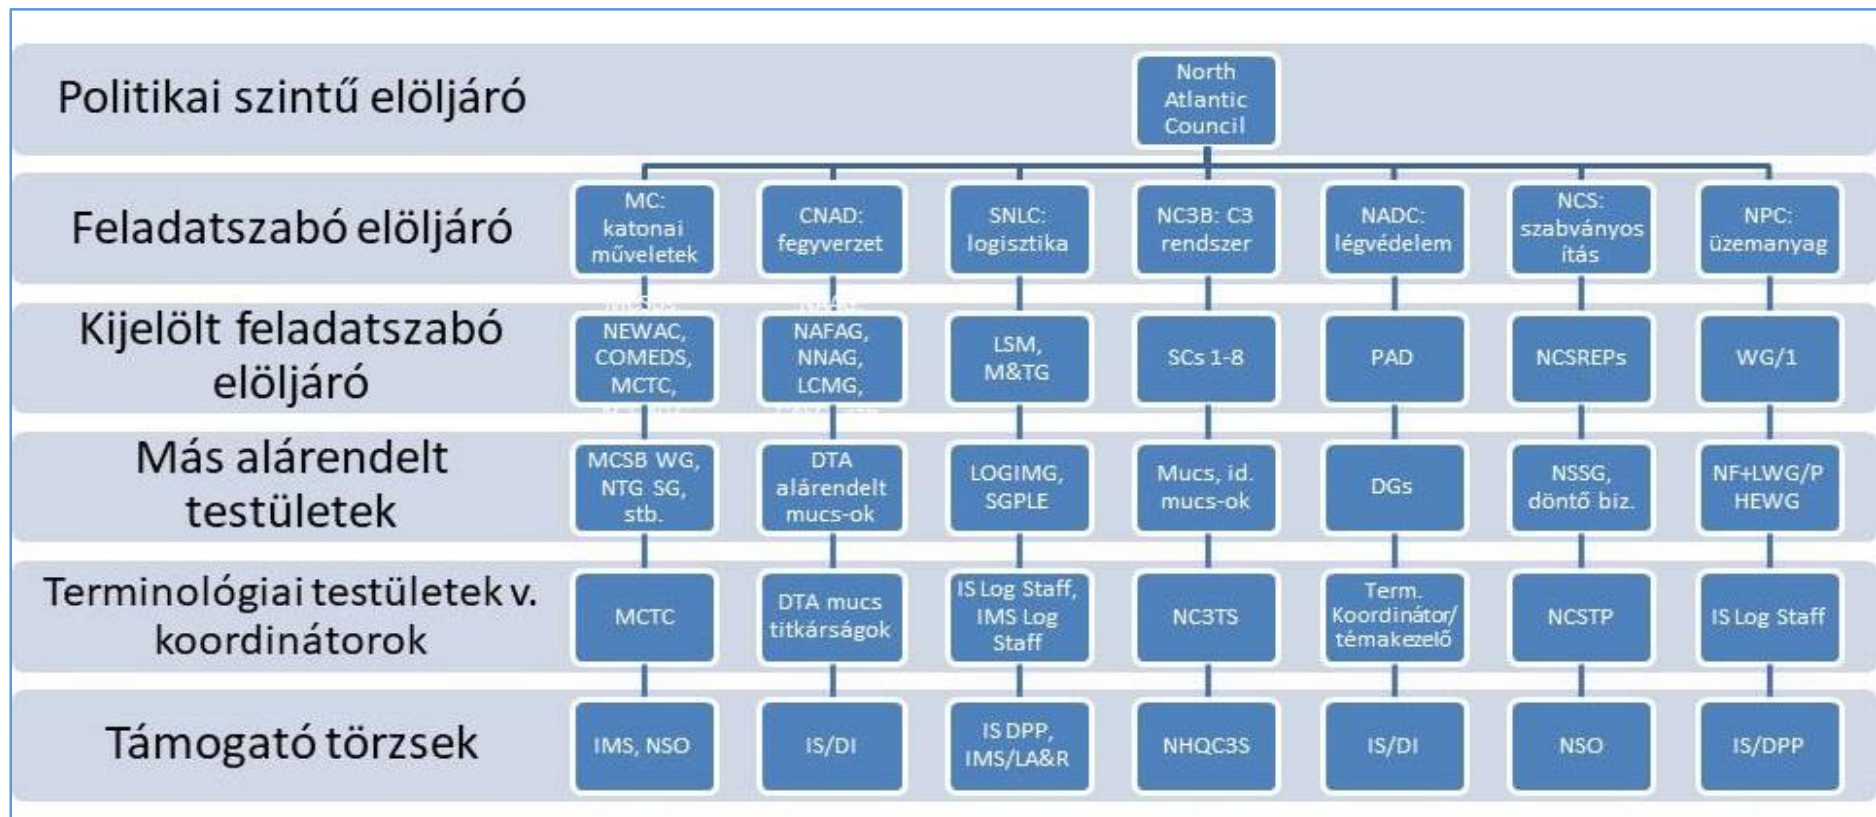 Politikai szintű elöljáró
North
Atlantic
Council
Feladatszabó elöljáró
MC:
katonai
műveletek
CNAD:
fegyverzet
SNLC:
logisztika
NC3B: C3
rendszer
NADC:
légvédelem
NCS:
szabványos
ítás
NPC:
üzemanyag
Kijelölt feladatszabó
elöljáró
NEWAC,
COMEDS,
MCTC,
NAFAG,
NNAG,
LCMG,
LSM,
M&TG
SCs 1-8
PAD
NCSREPs
WG/1
Más alárendelt
testületek
MCSB WG,
NTG SG,
stb.
DTA
alárendelt
mucs-ok
LOGIMG,
SGPLE
Mucs, id.
mucs-ok
DGs
NSSG,
döntő biz.
NF+LWG/P
HEWG
Terminológiai testületek v.
koordinátorok
MCTC
DTA mucs
titkárságok
IS Log Staff,
IMS Log
Staff
NC3TS
Term.
Koordinátor/
témakezelő
NCSTP
IS Log Staff
Támogató törzsek
IMS, NSO
IS/DI
IS DPP,
IMS/LA&R
NHQC3S
IS/DI
NSO
IS/DPP